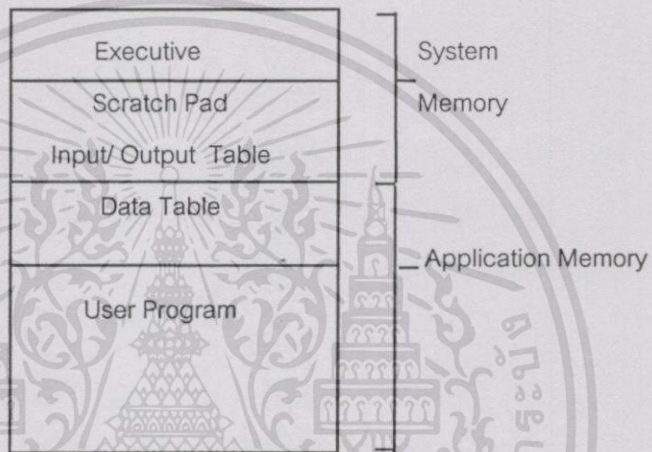 Executive
System
Scratch Pad
Memory
Input/ Output Table
Data Table
Application Memory
User Program